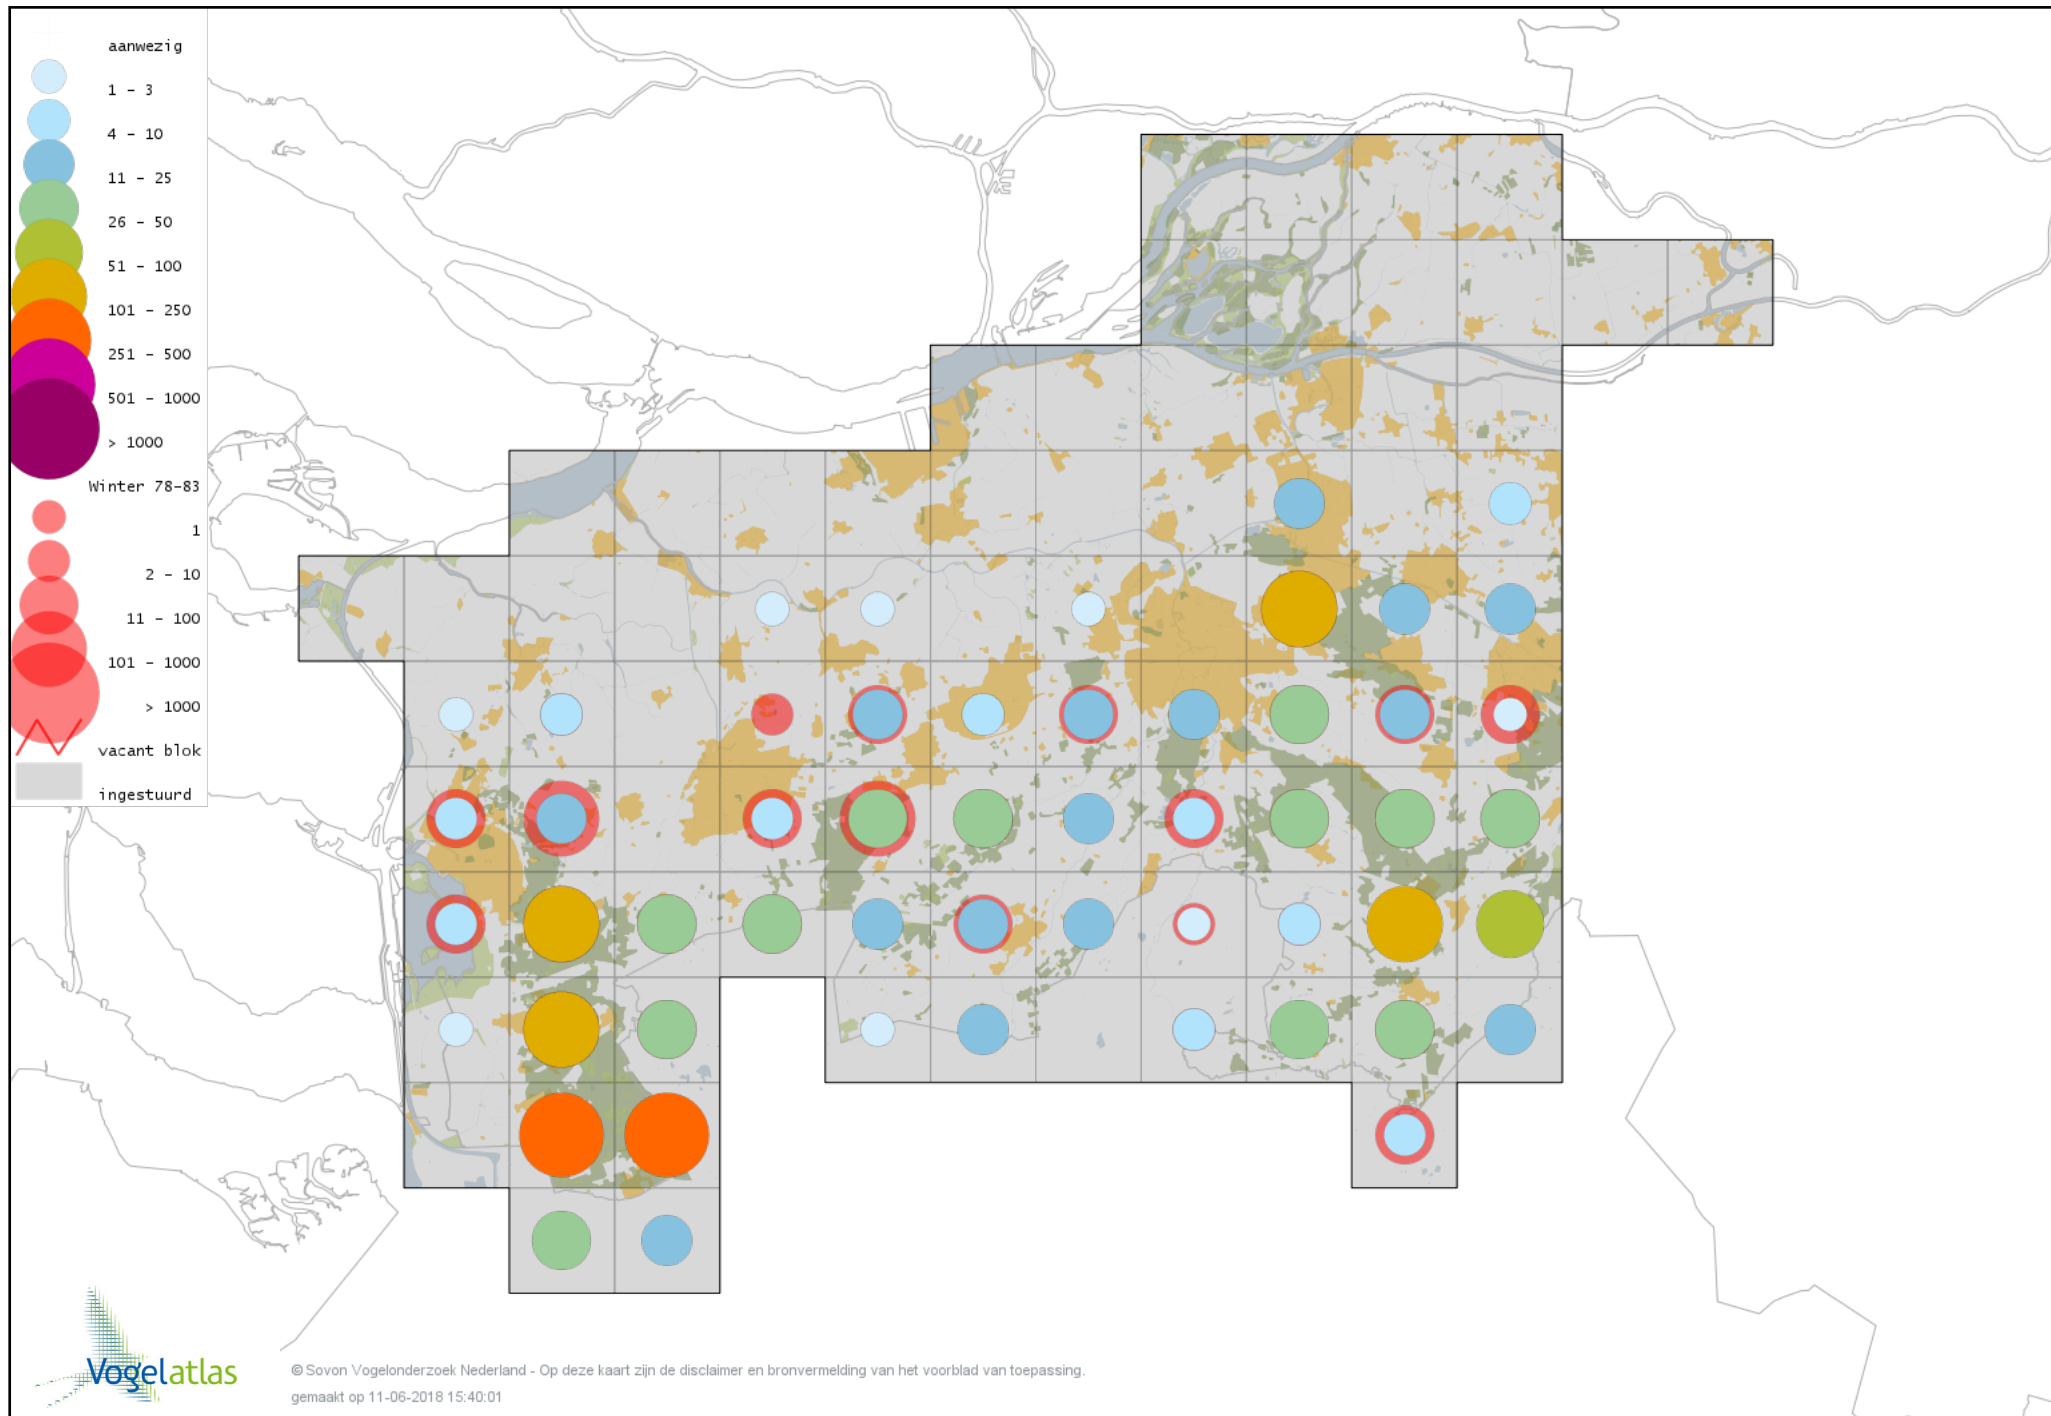 aanwezig
1 - 3
4 - 10
11 - 25
26 - 50
51 - 100
101 - 250
251 - 500
501 - 1000
> 1000
Winter 78-83
1
2 - 10
11 - 100
101 - 1000
> 1000
vacant blok
ingestuurd
Vogelatlas
© Sovon Vogelonderzoek Nederland - Op deze kaart zijn de disclaimer en bronvermelding van het voorblad van toepassing.
gemaakt op 11-06-2018 15:40:01